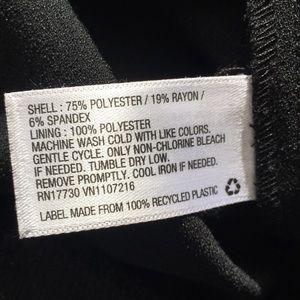 SHELL : 75% POLYESTER / 19% RAYON /
6% SPANDEX
LINING : 100% POLYESTER
MACHINE WASH COLD WITH LIKE COLORS.
GENTLE CYCLE. ONLY NON-CHLORINE BLEACH
IF NEEDED. TUMBLE DRY LOW.
REMOVE PROMPTLY. COOL IRON IF NEEDED.
RN17730 VN1107216
LABEL MADE FROM 100% RECYCLED PLASTIC